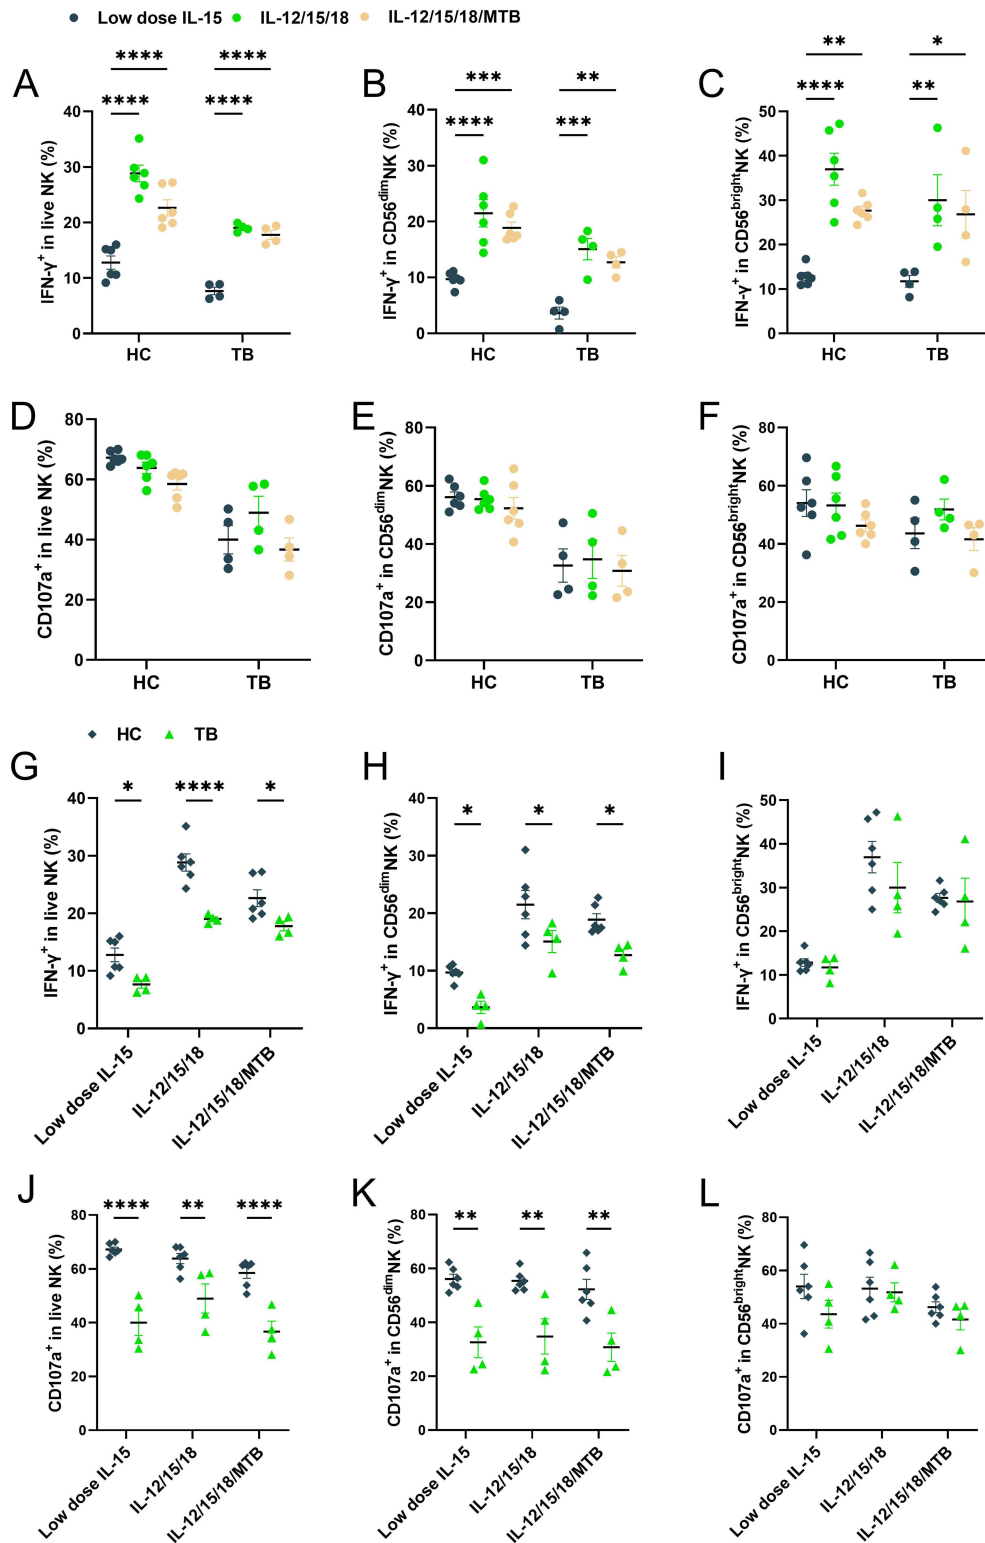 Low dose IL-15 IL-12/15/18 IL-12/15/18/MTB
A
**** ****
**** ****
IFN-γ+ in live NK (%)
40
30
20
10
0
HC TB
B
*** **
**** ***
IFN-γ+ in CD56dimNK (%)
40
30
20
10
0
HC TB
C
** *
**** **
IFN-γ+ in CD56brightNK (%)
50
40
30
20
10
0
HC TB
D
CD107a+ in live NK (%)
80
60
40
20
0
HC TB
E
CD107a+ in CD56dimNK (%)
80
60
40
20
0
HC TB
F
CD107a+ in CD56brightNK (%)
80
60
40
20
0
HC TB
HC TB
G
* **** *
IFN-γ+ in live NK (%)
40
30
20
10
0
Low dose IL-15
IL-12/15/18
IL-12/15/18/MTB
H
* * *
IFN-γ+ in CD56dimNK (%)
40
30
20
10
0
Low dose IL-15
IL-12/15/18
IL-12/15/18/MTB
I
IFN-γ+ in CD56brightNK (%)
50
40
30
20
10
0
Low dose IL-15
IL-12/15/18
IL-12/15/18/MTB
J
**** ** ****
CD107a+ in live NK (%)
80
60
40
20
0
Low dose IL-15
IL-12/15/18
IL-12/15/18/MTB
K
** ** **
CD107a+ in CD56dimNK (%)
80
60
40
20
0
Low dose IL-15
IL-12/15/18
IL-12/15/18/MTB
L
CD107a+ in CD56brightNK (%)
80
60
40
20
0
Low dose IL-15
IL-12/15/18
IL-12/15/18/MTB